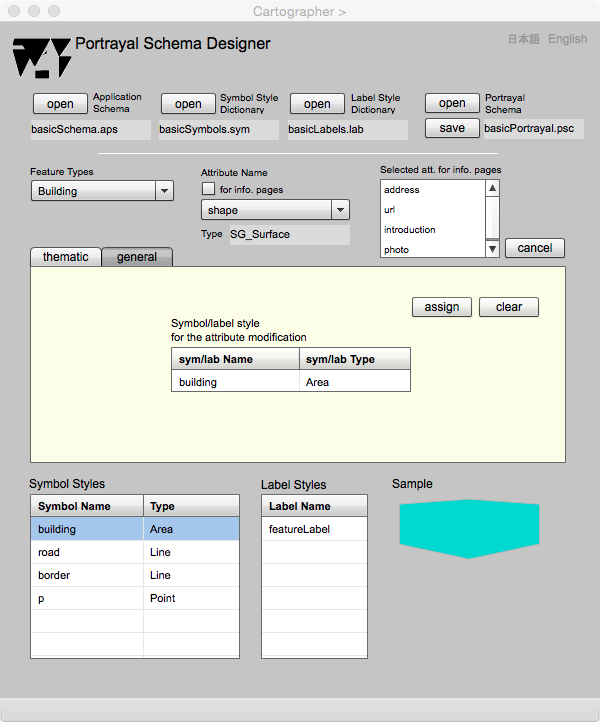 Cartographer >
Portrayal Schema Designer
日本語 English
open Application Schema
open Symbol Style Dictionary
open Label Style Dictionary
open Portrayal Schema
basicSchema.aps
basicSymbols.sym
basicLabels.lab
save basicPortrayal.psc
Feature Types
Building
Attribute Name
for info. pages
shape
Type SG_Surface
Selected att. for info. pages
address
url
introduction
photo
cancel
thematic general
assign clear
Symbol/label style
for the attribute modification
sym/lab Name sym/lab Type
building Area
Symbol Styles
Symbol Name Type
building Area
road Line
border Line
p Point
Label Styles
Label Name
featureLabel
Sample